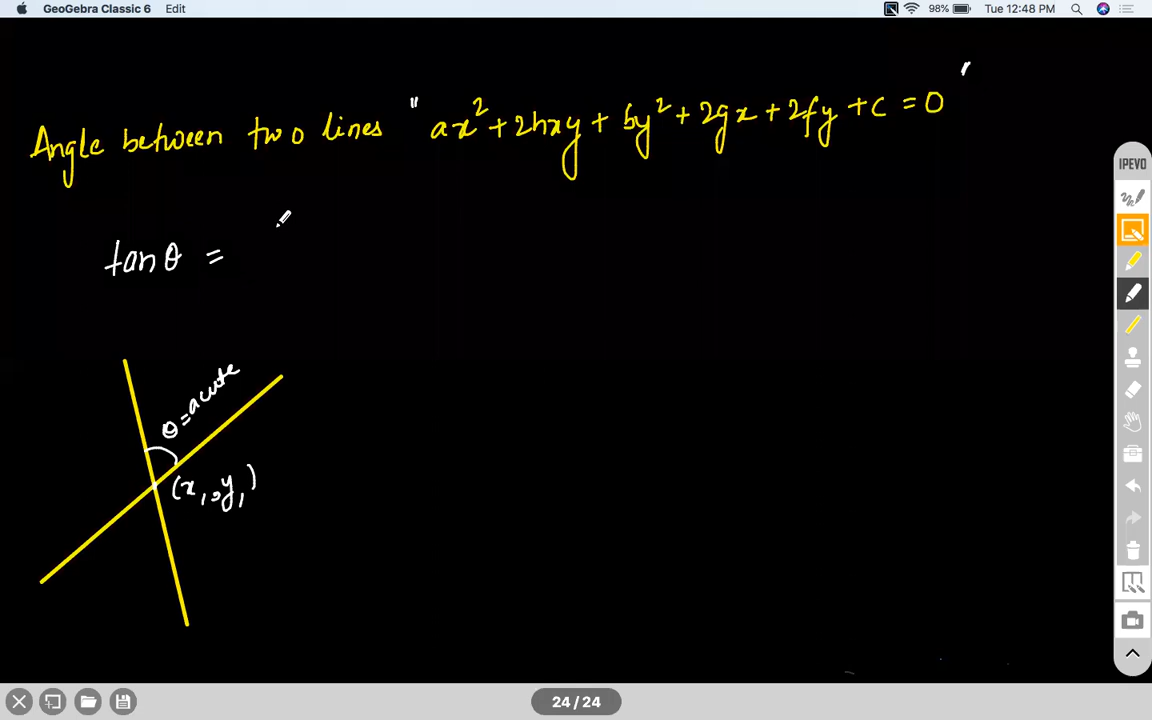 GeoGebra Classic 6 Edit 98% Tue 12:48 PM
Angle between two lines " ax² + 2hxy + by² + 2gx + 2fy + c = 0 "
IPEVO
tanθ =
θ = acute
(x₁, y₁)
24 / 24